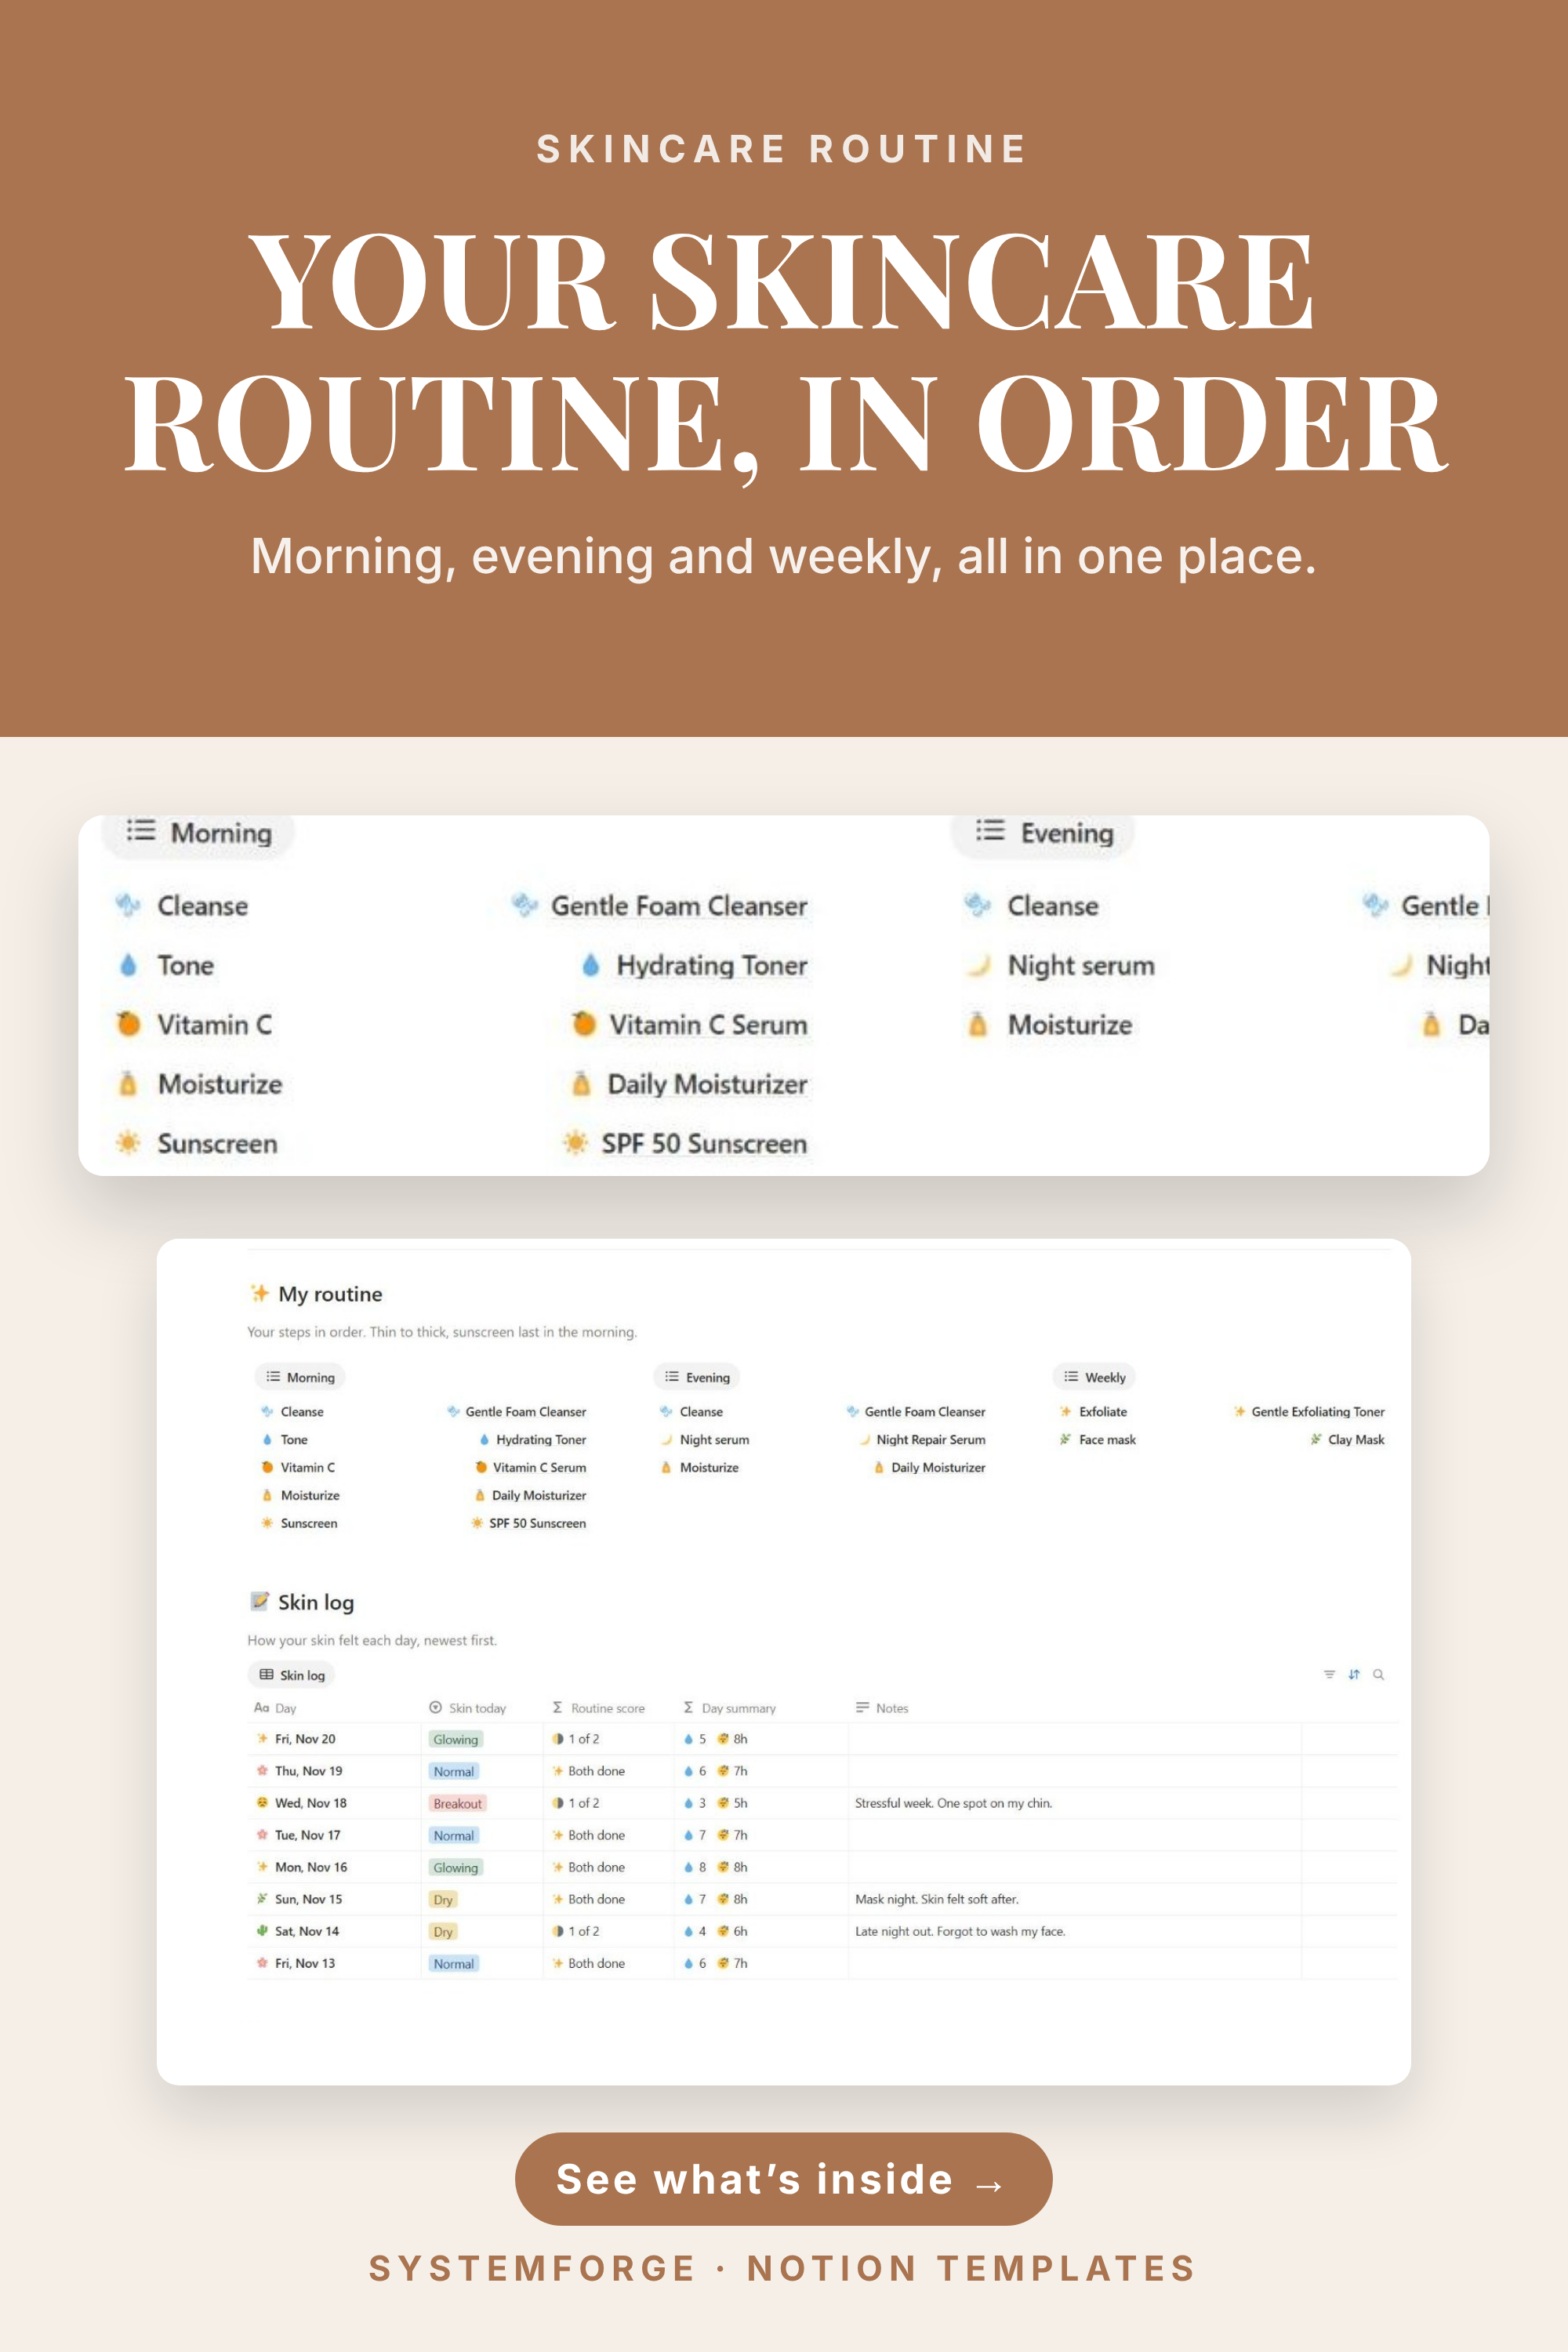 SKINCARE ROUTINE
YOUR SKINCARE
ROUTINE, IN ORDER
Morning, evening and weekly, all in one place.
Morning Evening
Cleanse Gentle Foam Cleanser Cleanse Gentle
Tone Hydrating Toner Night serum Night
Vitamin C Vitamin C Serum Moisturize Da
Moisturize Daily Moisturizer
Sunscreen SPF 50 Sunscreen
My routine
Your steps in order. Thin to thick, sunscreen last in the morning.
Morning Evening Weekly
Cleanse Gentle Foam Cleanser Cleanse Gentle Foam Cleanser Exfoliate Gentle Exfoliating Toner
Tone Hydrating Toner Night serum Night Repair Serum Face mask Clay Mask
Vitamin C Vitamin C Serum Moisturize Daily Moisturizer
Moisturize Daily Moisturizer
Sunscreen SPF 50 Sunscreen
Skin log
How your skin felt each day, newest first.
Skin log
Aa Day Skin today Σ Routine score Σ Day summary Notes
Fri, Nov 20 Glowing 1 of 2 5 8h
Thu, Nov 19 Normal Both done 6 7h
Wed, Nov 18 Breakout 1 of 2 3 5h Stressful week. One spot on my chin.
Tue, Nov 17 Normal Both done 7 7h
Mon, Nov 16 Glowing Both done 8 8h
Sun, Nov 15 Dry Both done 7 8h Mask night. Skin felt soft after.
Sat, Nov 14 Dry 1 of 2 4 6h Late night out. Forgot to wash my face.
Fri, Nov 13 Normal Both done 6 7h
See what's inside →
SYSTEMFORGE · NOTION TEMPLATES